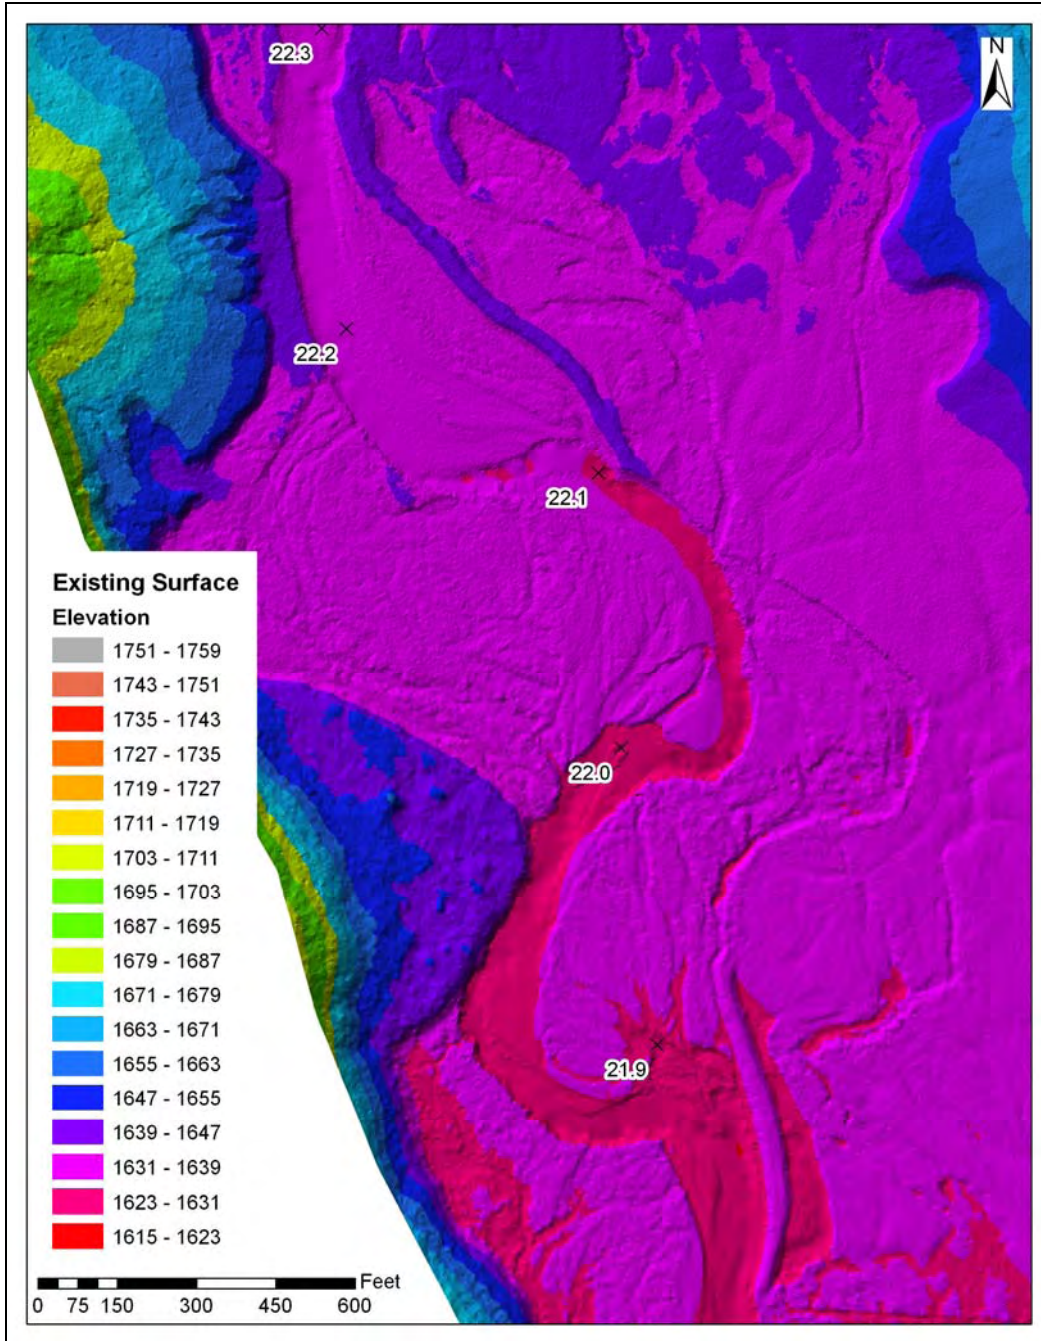 22.3
N
22.2
22.1
22.0
21.9
Existing Surface
Elevation
1751 - 1759
1743 - 1751
1735 - 1743
1727 - 1735
1719 - 1727
1711 - 1719
1703 - 1711
1695 - 1703
1687 - 1695
1679 - 1687
1671 - 1679
1663 - 1671
1655 - 1663
1647 - 1655
1639 - 1647
1631 - 1639
1623 - 1631
1615 - 1623
Feet
0 75 150 300 450 600